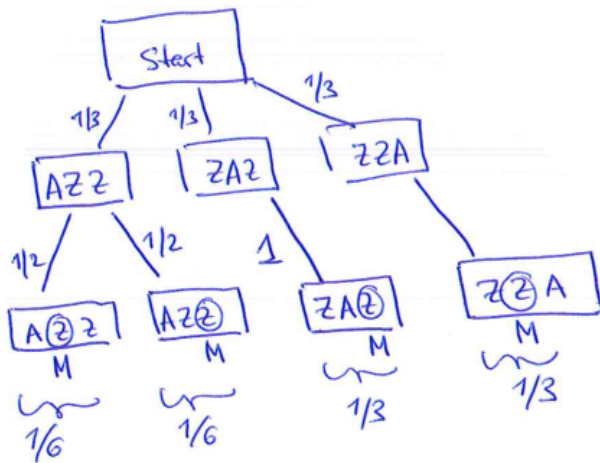 Start
1/3 1/3 1/3
AZZ ZAZ ZZA
1/2 1/2 1
AZZ AZZ ZAZ ZZA
M M M M
1/6 1/6 1/3 1/3